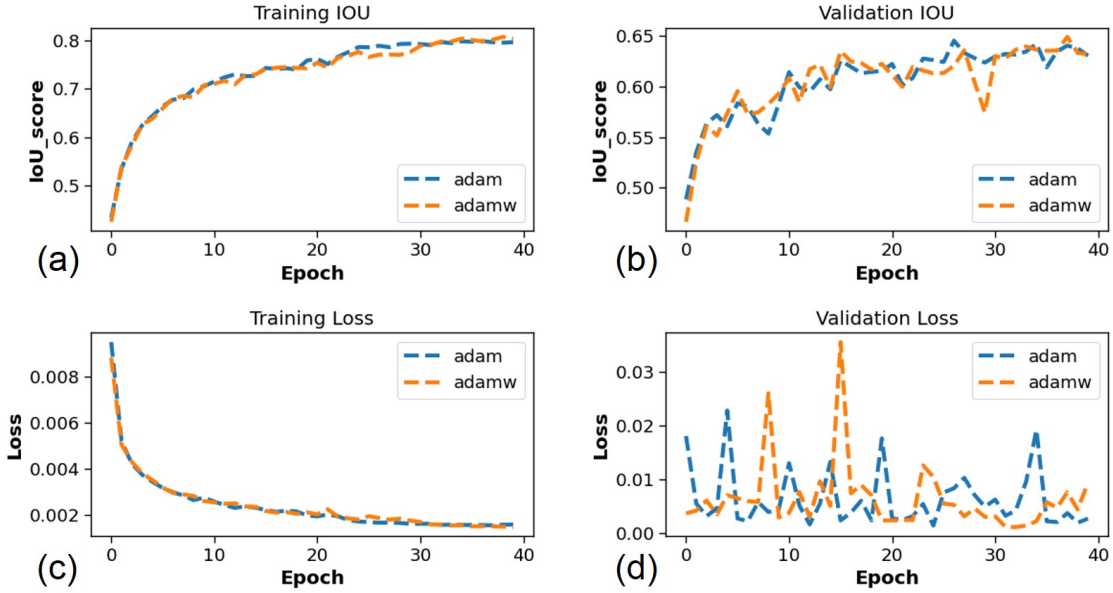 Training IOU
0.8
0.7
0.6
0.5
IoU_score
adam
adamw
0 10 20 30 40
Epoch
(a)
Validation IOU
0.65
0.60
0.55
0.50
IoU_score
adam
adamw
0 10 20 30 40
Epoch
(b)
Training Loss
0.008
0.006
0.004
0.002
Loss
adam
adamw
0 10 20 30 40
Epoch
(c)
Validation Loss
0.03
0.02
0.01
0.00
Loss
adam
adamw
0 10 20 30 40
Epoch
(d)